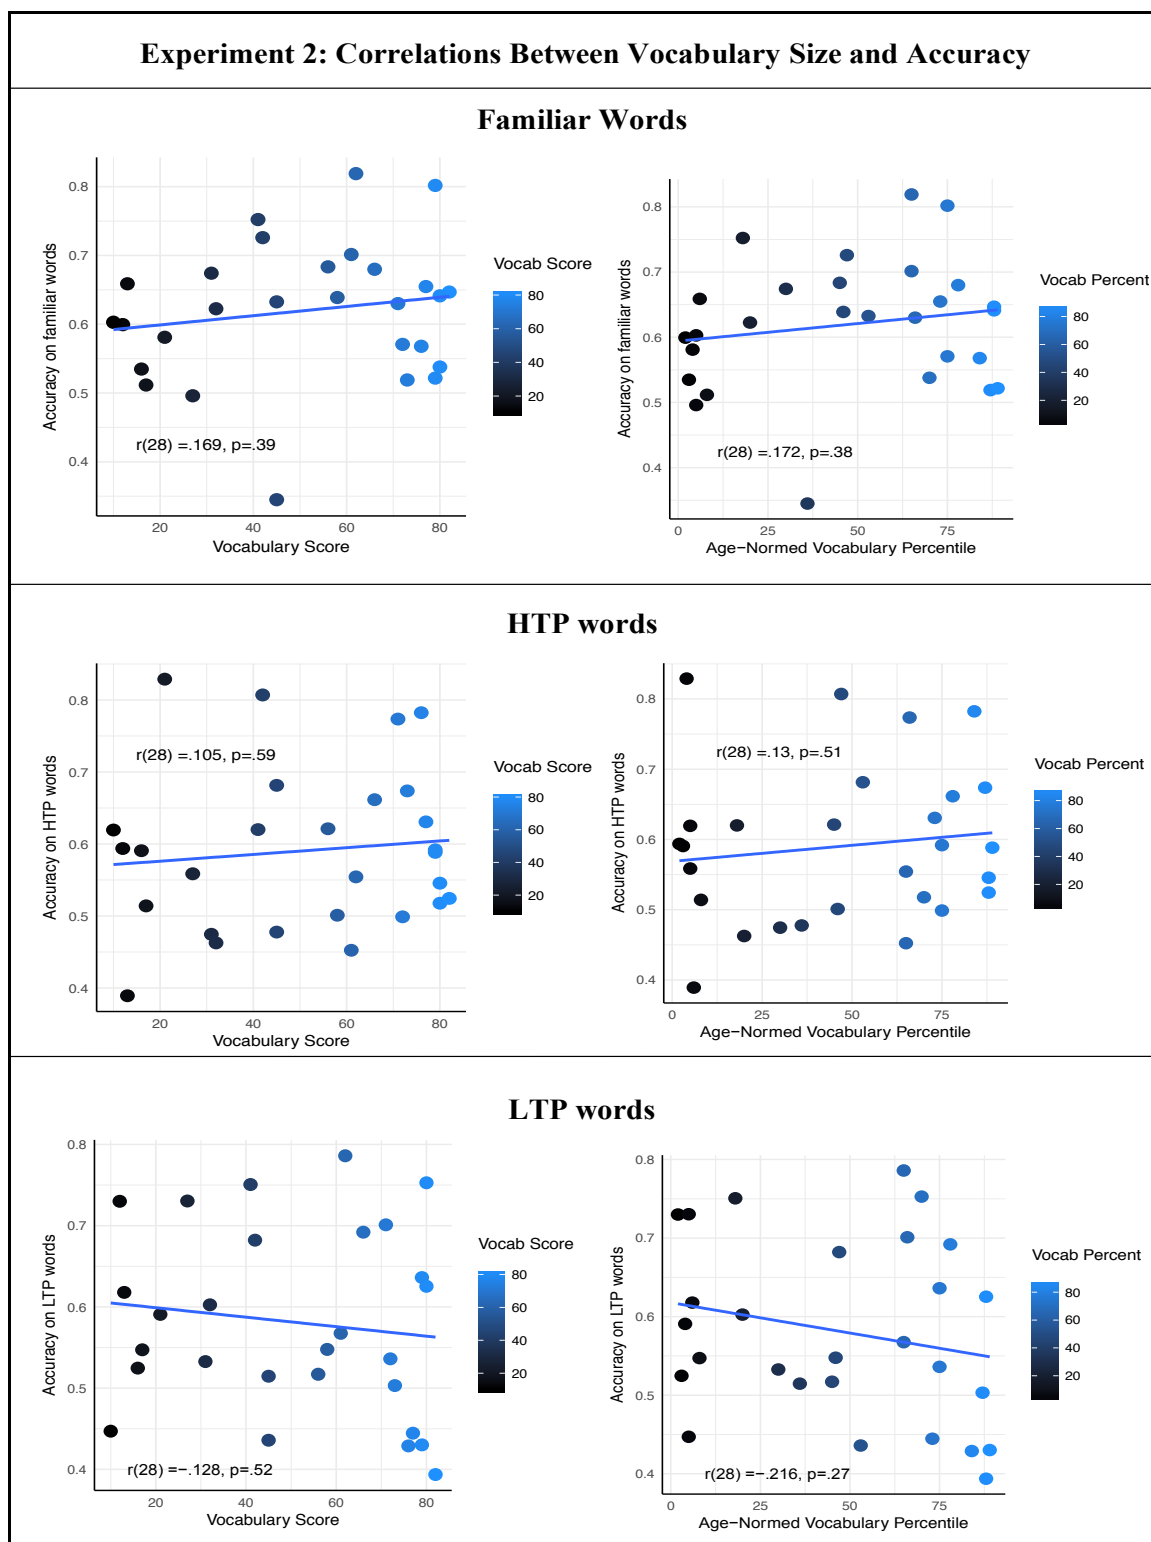 Experiment 2: Correlations Between Vocabulary Size and Accuracy
Familiar Words
Accuracy on familiar words
0.8
0.7
0.6
0.5
0.4
r(28) =.169, p=.39
20
40
60
80
Vocabulary Score
Vocab Score
80
60
40
20
Accuracy on familiar words
0.8
0.7
0.6
0.5
0.4
r(28) =.172, p=.38
0
25
50
75
Age−Normed Vocabulary Percentile
Vocab Percent
80
60
40
20
HTP words
Accuracy on HTP words
0.8
0.7
0.6
0.5
0.4
r(28) =.105, p=.59
20
40
60
80
Vocabulary Score
Vocab Score
80
60
40
20
Accuracy on HTP words
0.8
0.7
0.6
0.5
0.4
r(28) =.13, p=.51
0
25
50
75
Age−Normed Vocabulary Percentile
Vocab Percent
80
60
40
20
LTP words
Accuracy on LTP words
0.8
0.7
0.6
0.5
0.4
r(28) =−.128, p=.52
20
40
60
80
Vocabulary Score
Vocab Score
80
60
40
20
Accuracy on LTP words
0.8
0.7
0.6
0.5
0.4
r(28) =−.216, p=.27
0
25
50
75
Age−Normed Vocabulary Percentile
Vocab Percent
80
60
40
20